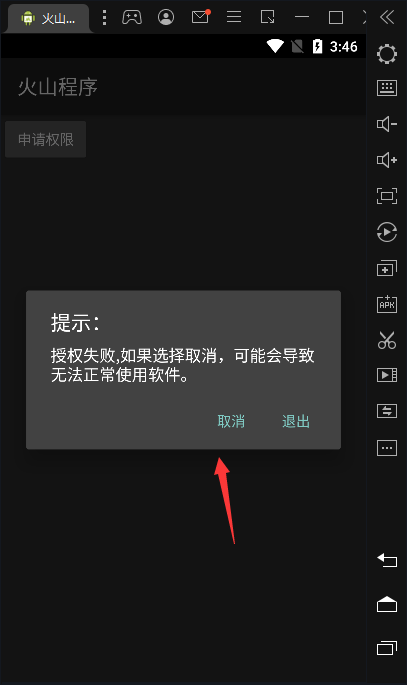 火山...
3:46
火山程序
申请权限
APK
提示：
授权失败,如果选择取消，可能会导致
无法正常使用软件。
取消 退出